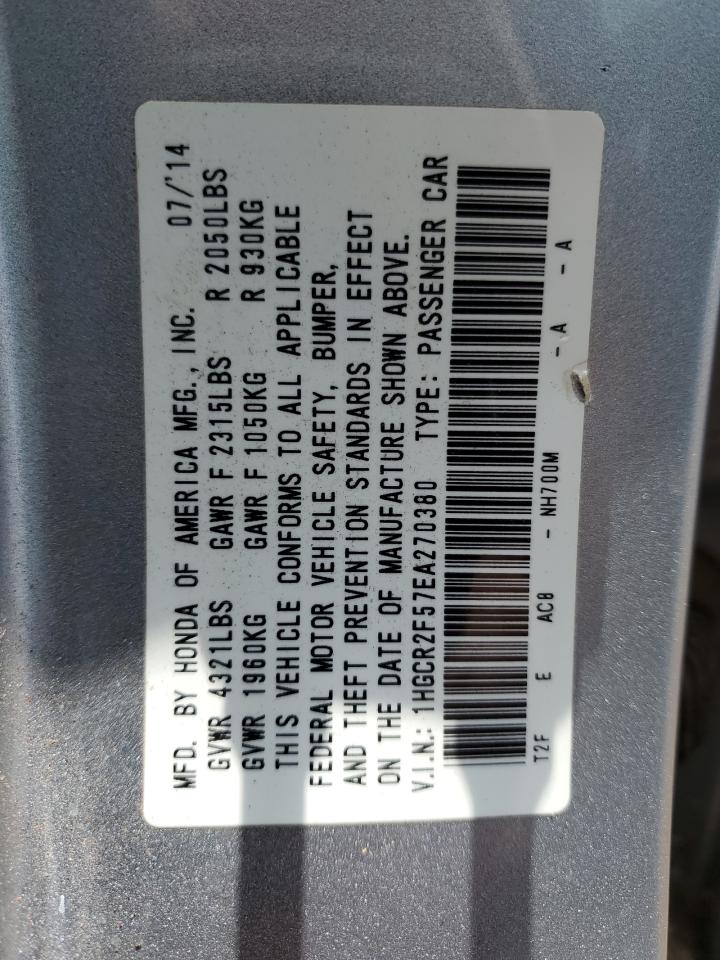 MFD. BY HONDA OF AMERICA MFG., INC. 07/'14
GVWR 4321LBS GAWR F 2315LBS R 2050LBS
GVWR 1960KG GAWR F 1050KG R 930KG
THIS VEHICLE CONFORMS TO ALL APPLICABLE
FEDERAL MOTOR VEHICLE SAFETY, BUMPER,
AND THEFT PREVENTION STANDARDS IN EFFECT
ON THE DATE OF MANUFACTURE SHOWN ABOVE.
V.I.N.: 1HGCR2F57EA270380 TYPE: PASSENGER CAR
T2F E AC8 - NH700M - A - A